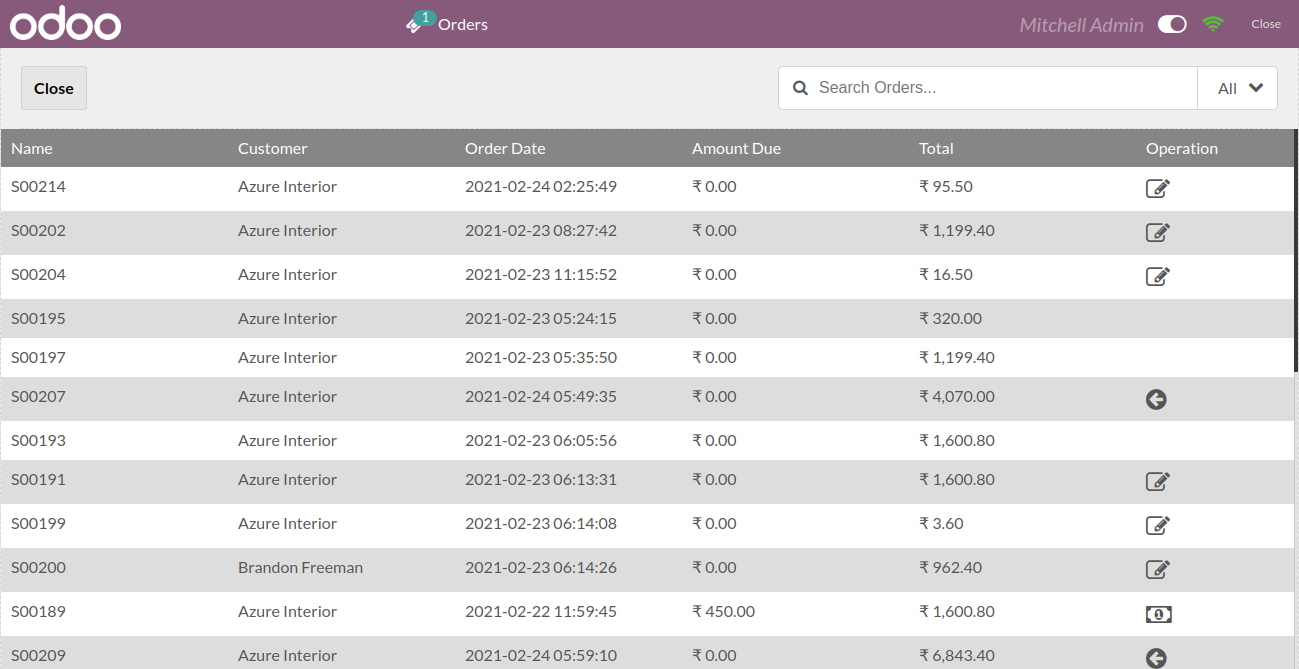 odoo 1 Orders Mitchell Admin Close
Close Search Orders... All
Name Customer Order Date Amount Due Total Operation
S00214 Azure Interior 2021-02-24 02:25:49 ₹ 0.00 ₹ 95.50
S00202 Azure Interior 2021-02-23 08:27:42 ₹ 0.00 ₹ 1,199.40
S00204 Azure Interior 2021-02-23 11:15:52 ₹ 0.00 ₹ 16.50
S00195 Azure Interior 2021-02-23 05:24:15 ₹ 0.00 ₹ 320.00
S00197 Azure Interior 2021-02-23 05:35:50 ₹ 0.00 ₹ 1,199.40
S00207 Azure Interior 2021-02-24 05:49:35 ₹ 0.00 ₹ 4,070.00
S00193 Azure Interior 2021-02-23 06:05:56 ₹ 0.00 ₹ 1,600.80
S00191 Azure Interior 2021-02-23 06:13:31 ₹ 0.00 ₹ 1,600.80
S00199 Azure Interior 2021-02-23 06:14:08 ₹ 0.00 ₹ 3.60
S00200 Brandon Freeman 2021-02-23 06:14:26 ₹ 0.00 ₹ 962.40
S00189 Azure Interior 2021-02-22 11:59:45 ₹ 450.00 ₹ 1,600.80 1
S00209 Azure Interior 2021-02-24 05:59:10 ₹ 0.00 ₹ 6,843.40